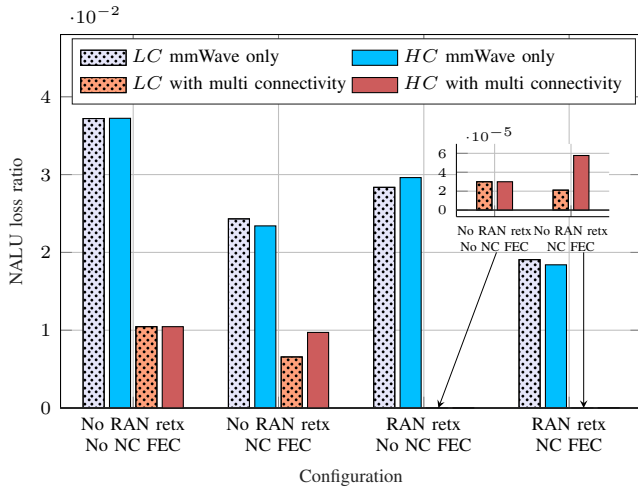 ·10⁻²
LC mmWave only
HC mmWave only
LC with multi connectivity
HC with multi connectivity
4
3
2
1
0
NALU loss ratio
·10⁻⁵
6
4
2
0
No RAN retx No RAN retx
No NC FEC NC FEC
No RAN retx No RAN retx RAN retx RAN retx
No NC FEC NC FEC No NC FEC NC FEC
Configuration